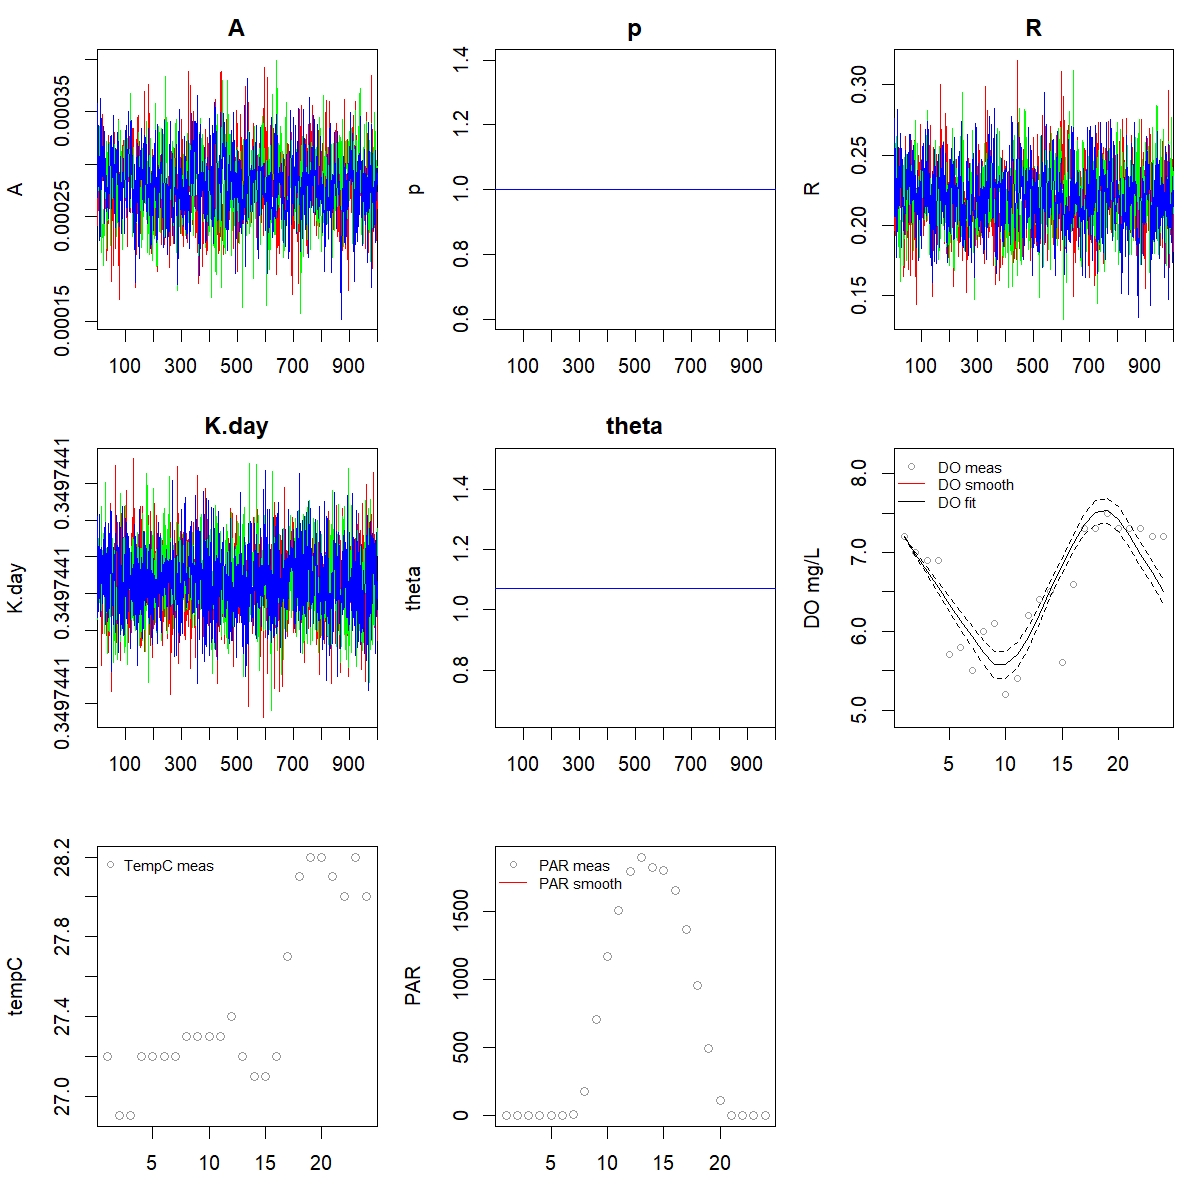 A
p
R
A
0.00015 0.00025 0.00035
100 300 500 700 900
p
0.6 0.8 1.0 1.2 1.4
100 300 500 700 900
R
0.15 0.20 0.25 0.30
100 300 500 700 900
K.day
theta
K.day
0.3497441 0.3497441 0.3497441 0.3497441
100 300 500 700 900
theta
0.8 1.0 1.2 1.4
100 300 500 700 900
DO mg/L
5.0 6.0 7.0 8.0
DO meas
DO smooth
DO fit
5 10 15 20
tempC
27.0 27.4 27.8 28.2
TempC meas
5 10 15 20
PAR
0 500 1000 1500
PAR meas
PAR smooth
5 10 15 20